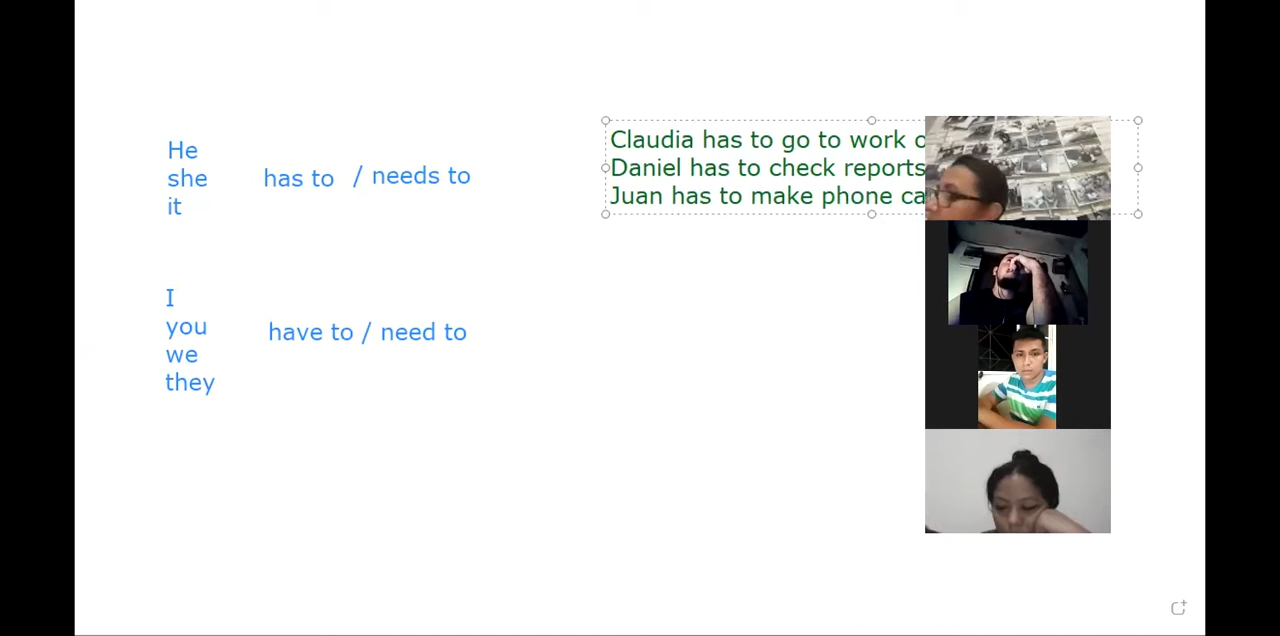 He
she
it
has to / needs to
I
you
we
they
have to / need to
Claudia has to go to work
Daniel has to check reports
Juan has to make phone